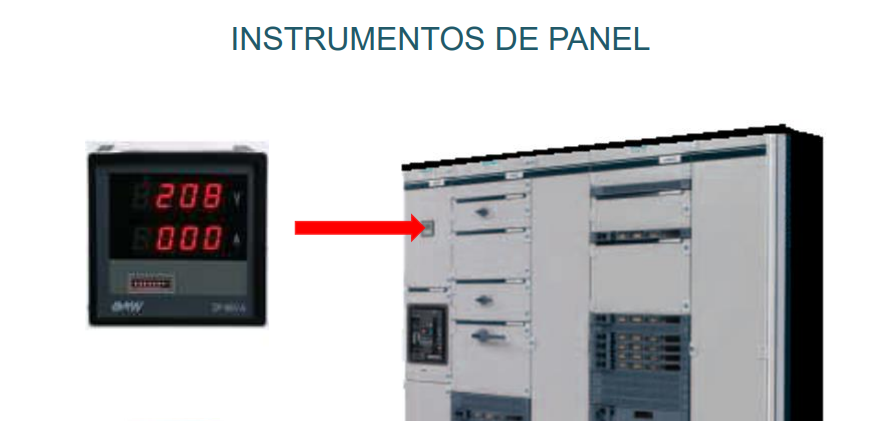 INSTRUMENTOS DE PANEL
208 V
000 A